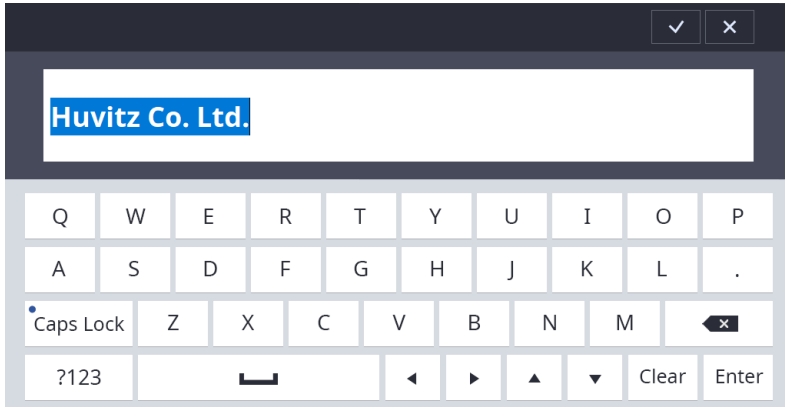 Huvitz Co. Ltd.
Q W E R T Y U I O P
A S D F G H J K L .
Caps Lock Z X C V B N M
?123 Clear Enter